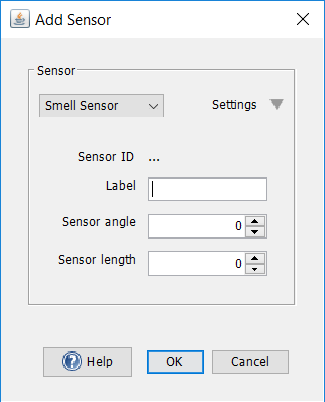 Add Sensor
Sensor
Smell Sensor Settings
Sensor ID ...
Label
Sensor angle 0
Sensor length 0
? Help OK Cancel